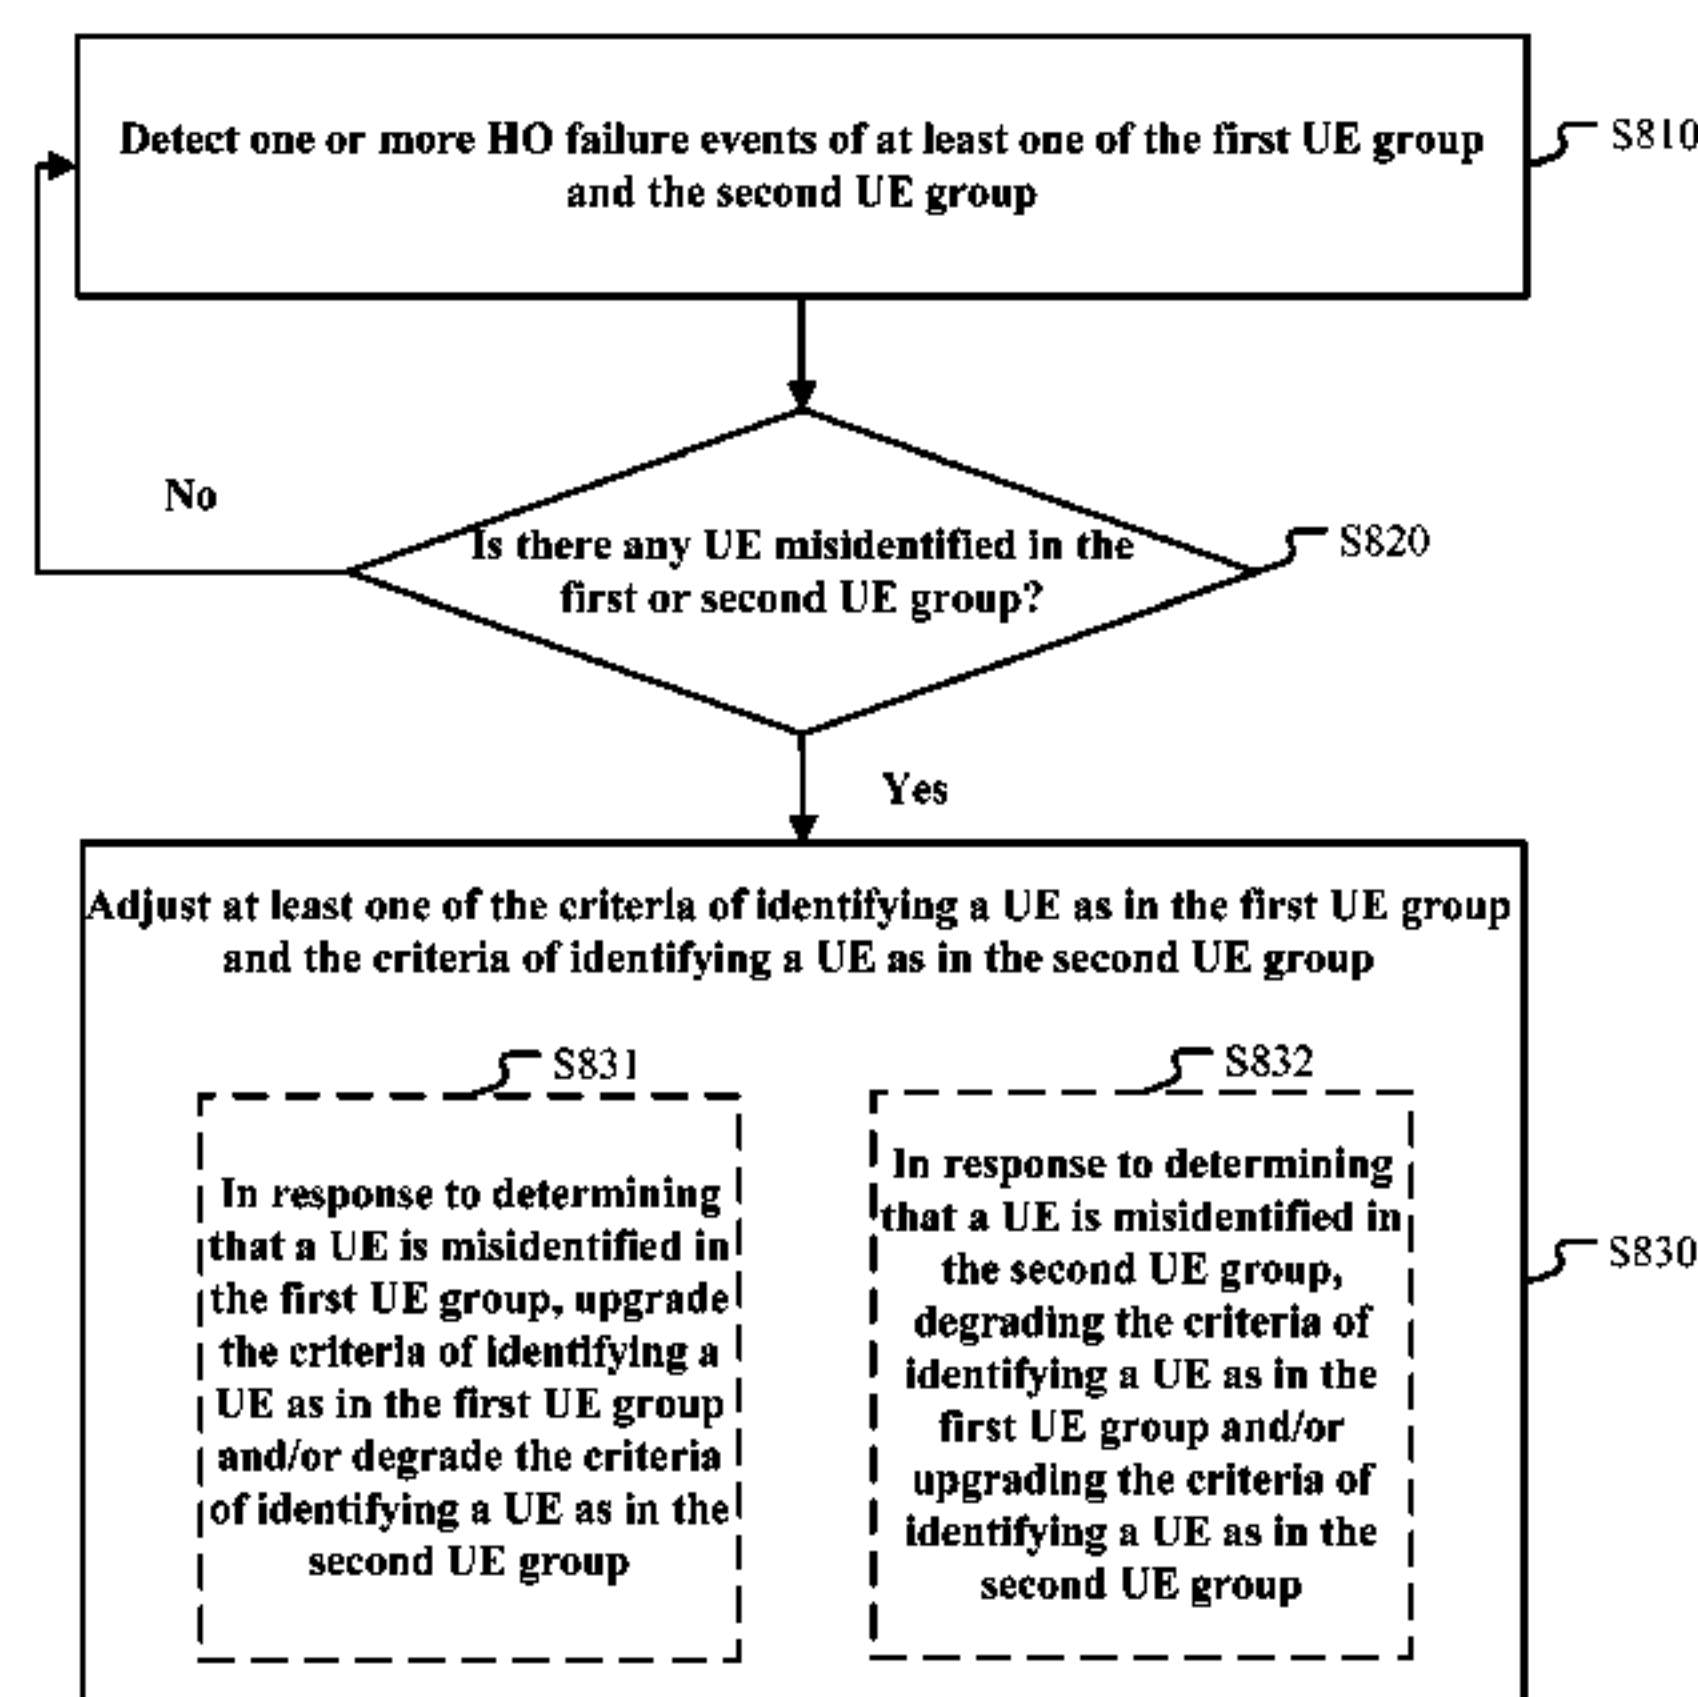 Detect one or more HO failure events of at least one of the first UE group
and the second UE group
S810
No
Is there any UE misidentified in the
first or second UE group?
S820
Yes
Adjust at least one of the criteria of identifying a UE as in the first UE group
and the criteria of identifying a UE as in the second UE group
S831
In response to determining
that a UE is misidentified in
the first UE group, upgrade
the criteria of identifying a
UE as in the first UE group
and/or degrade the criteria
of identifying a UE as in the
second UE group
S832
In response to determining
that a UE is misidentified in
the second UE group,
degrading the criteria of
identifying a UE as in the
first UE group and/or
upgrading the criteria of
identifying a UE as in the
second UE group
S830